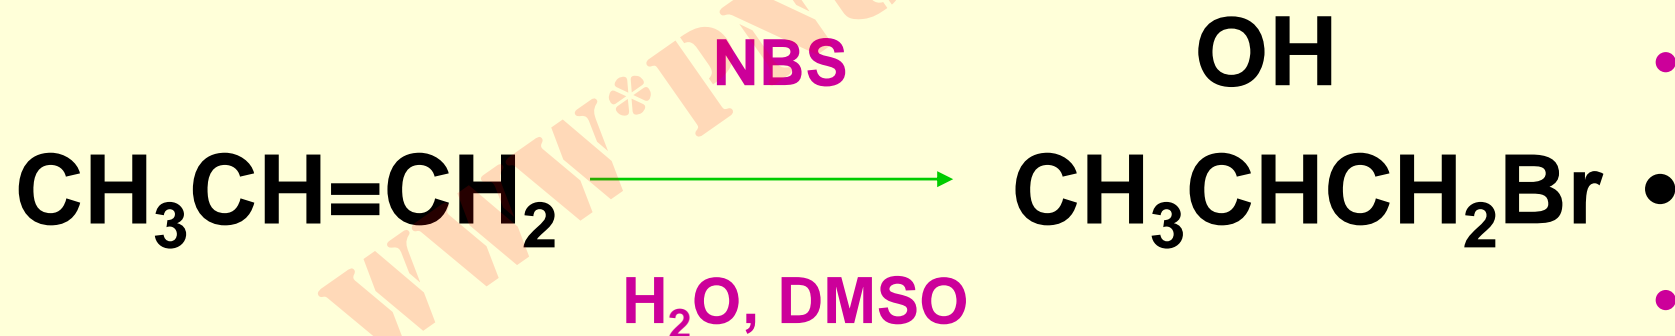 NBS
OH
CH₃CH=CH₂ CH₃CHCH₂Br
H₂O, DMSO